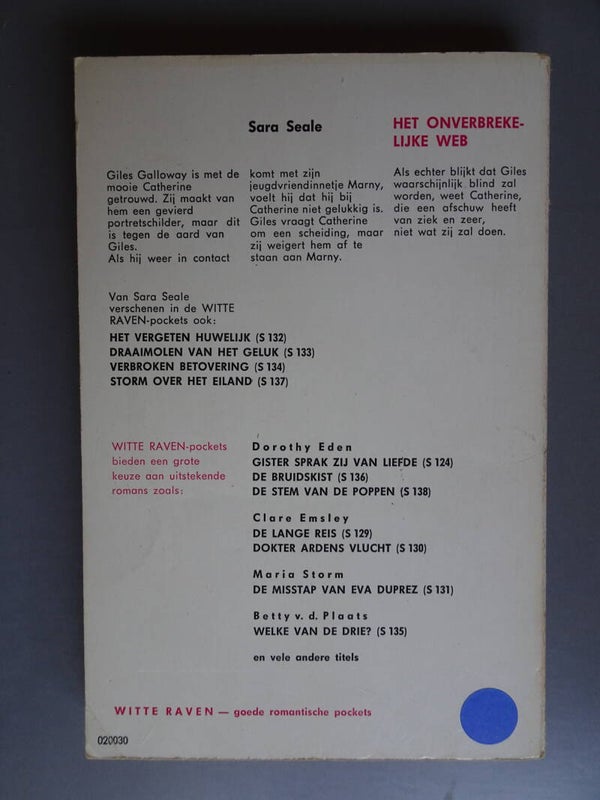 Sara Seale
HET ONVERBREKE-
LIJKE WEB
Giles Galloway is met de
mooie Catherine
getrouwd. Zij maakt van
hem een gevierd
portretschilder, maar dit
is tegen de aard van
Giles.
Als hij weer in contact
komt met zijn
jeugdvriendinnetje Marny,
voelt hij dat hij bij
Catherine niet gelukkig is.
Giles vraagt Catherine
om een scheiding, maar
zij weigert hem af te
staan aan Marny.
Als echter blijkt dat Giles
waarschijnlijk blind zal
worden, weet Catherine,
die een afschuw heeft
van ziek en zeer,
niet wat zij zal doen.
Van Sara Seale
verschenen in de WITTE
RAVEN-pockets ook:
HET VERGETEN HUWELIJK (S 132)
DRAAIMOLEN VAN HET GELUK (S 133)
VERBROKEN BETOVERING (S 134)
STORM OVER HET EILAND (S 137)
WITTE RAVEN-pockets
bieden een grote
keuze aan uitstekende
romans zoals:
Dorothy Eden
GISTER SPRAK ZIJ VAN LIEFDE (S 124)
DE BRUIDSKIST (S 136)
DE STEM VAN DE POPPEN (S 138)
Clare Emsley
DE LANGE REIS (S 129)
DOKTER ARDENS VLUCHT (S 130)
Maria Storm
DE MISSTAP VAN EVA DUPREZ (S 131)
Betty v. d. Plaats
WELKE VAN DE DRIE? (S 135)
en vele andere titels
WITTE RAVEN — goede romantische pockets
020030